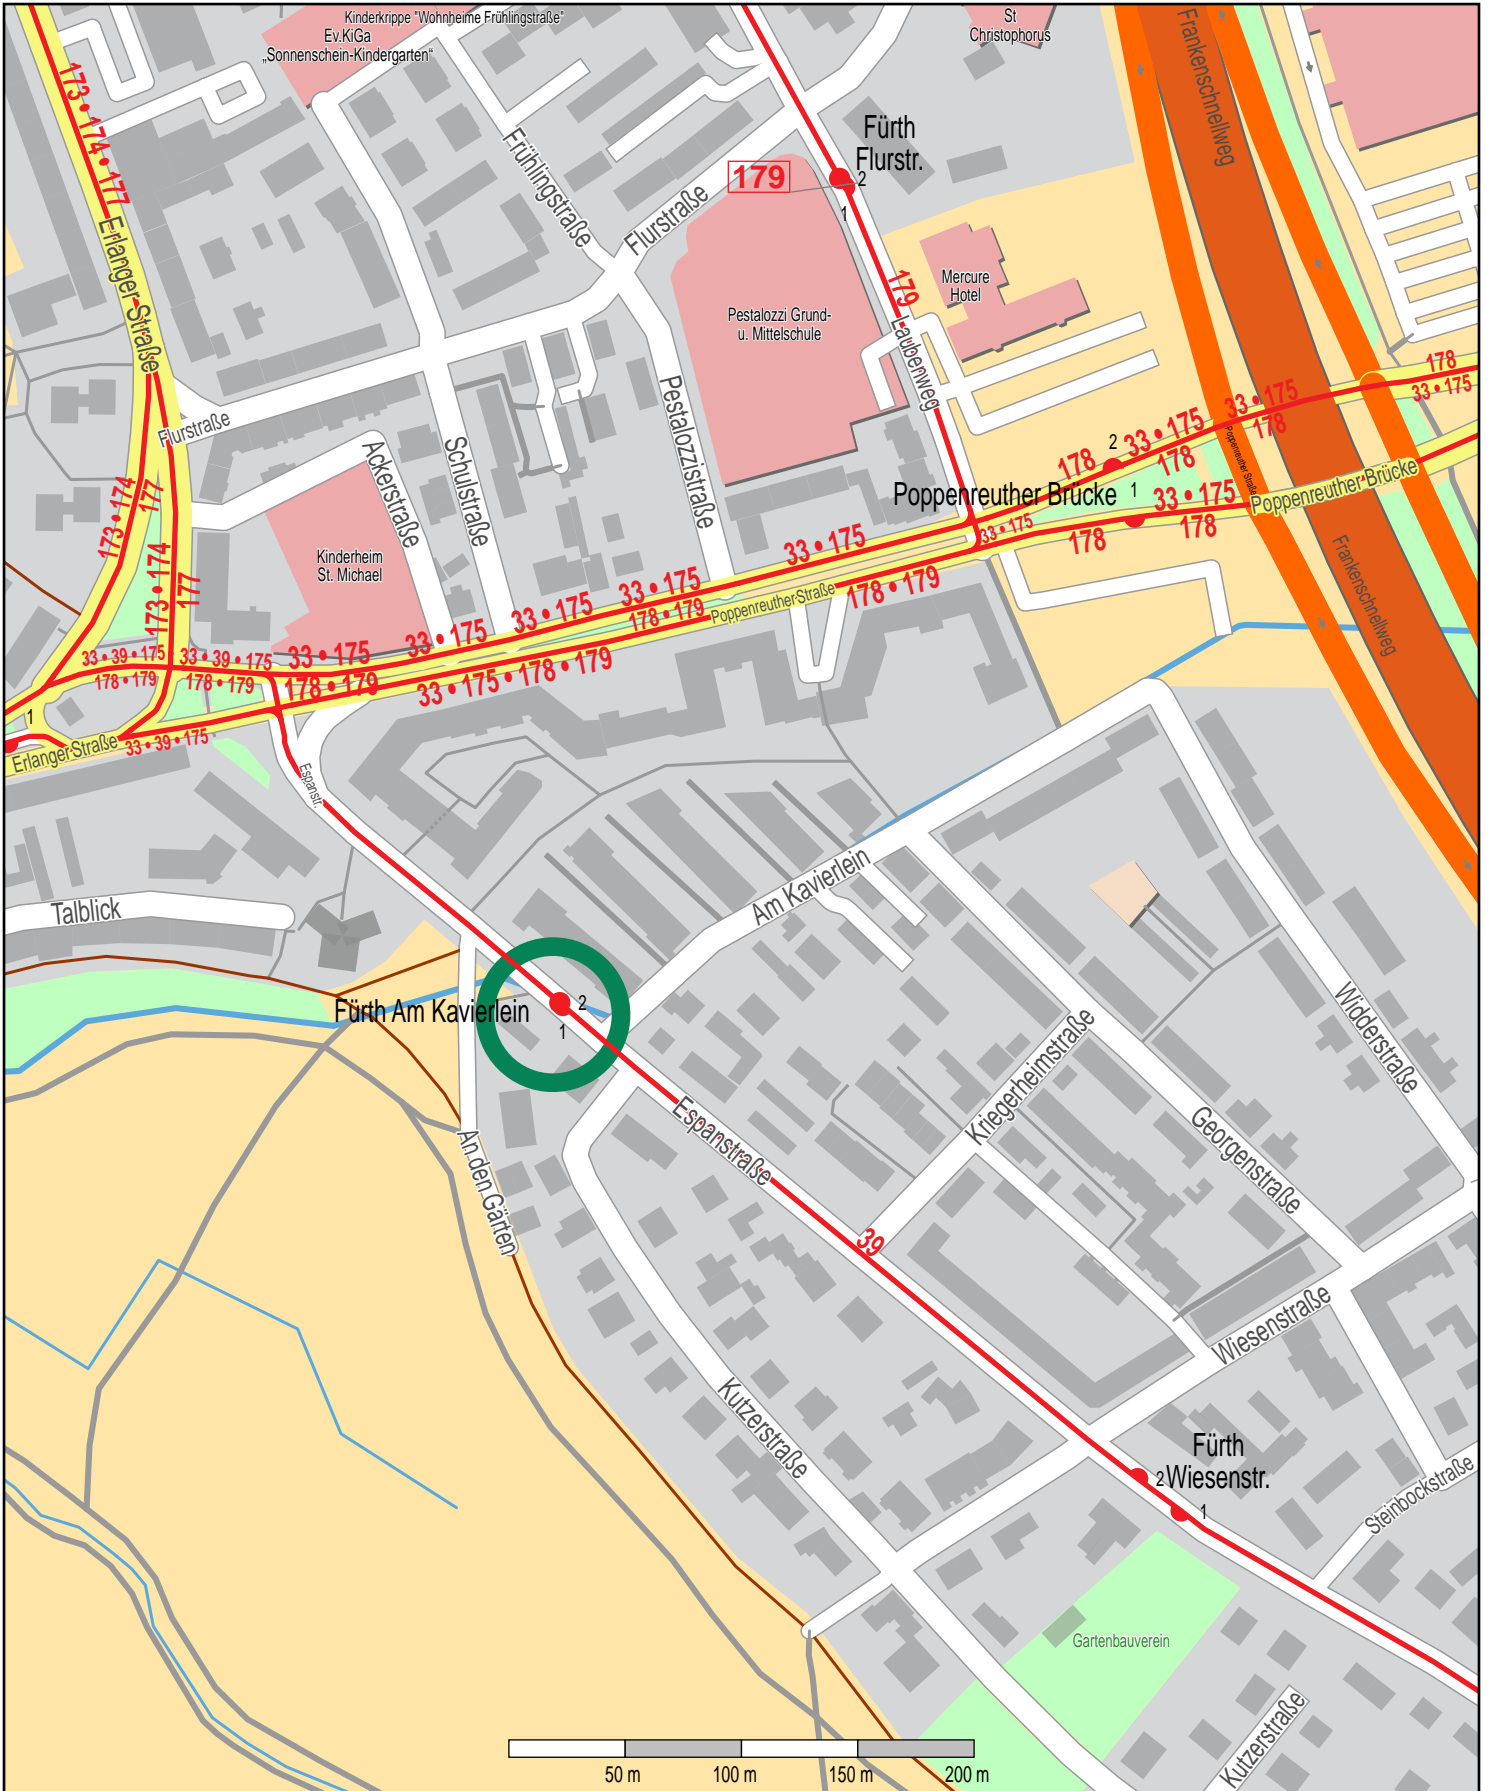 Kinderkrippe "Wohnheime Frühlingstraße"
Ev.KiGa
„Sonnenschein-Kindergarten“
St
Christophorus
Frankenschnellweg
173 • 174 • 177
Erlanger Straße
Frühlingstraße
Flurstraße
Fürth
Flurstr.
179
2
1
179
Mercure
Hotel
Pestalozzi Grund-
u. Mittelschule
Laubenweg
Flurstraße
Ackerstraße
Schulstraße
Pestalozzistraße
178
33 • 175
33 • 175
178
2
33 • 175
178
178
Poppenreuther Straße
Poppenreuther Brücke
1
33 • 175
178
178
33 • 175
Poppenreuther Brücke
173 • 174
177
173 • 174
177
Kinderheim
St. Michael
33 • 175
33 • 175
33 • 175
33 • 175
33 • 175
178 • 179
Poppenreuther Straße
178 • 179
33 • 39 • 175
178 • 179
33 • 39 • 175
178 • 179
178 • 179
33 • 175 • 178 • 179
Frankenschnellweg
1
Erlanger Straße
33 • 39 • 175
Espanstr.
Talblick
Am Kavierlein
Fürth Am Kavierlein
2
1
An den Gärten
Espanstraße
Kriegerheimstraße
Georgenstraße
Widderstraße
39
Wiesenstraße
Kutzerstraße
Fürth
Wiesenstr.
2
1
Steinbockstraße
Gartenbauverein
Kutzerstraße
50 m
100 m
150 m
200 m